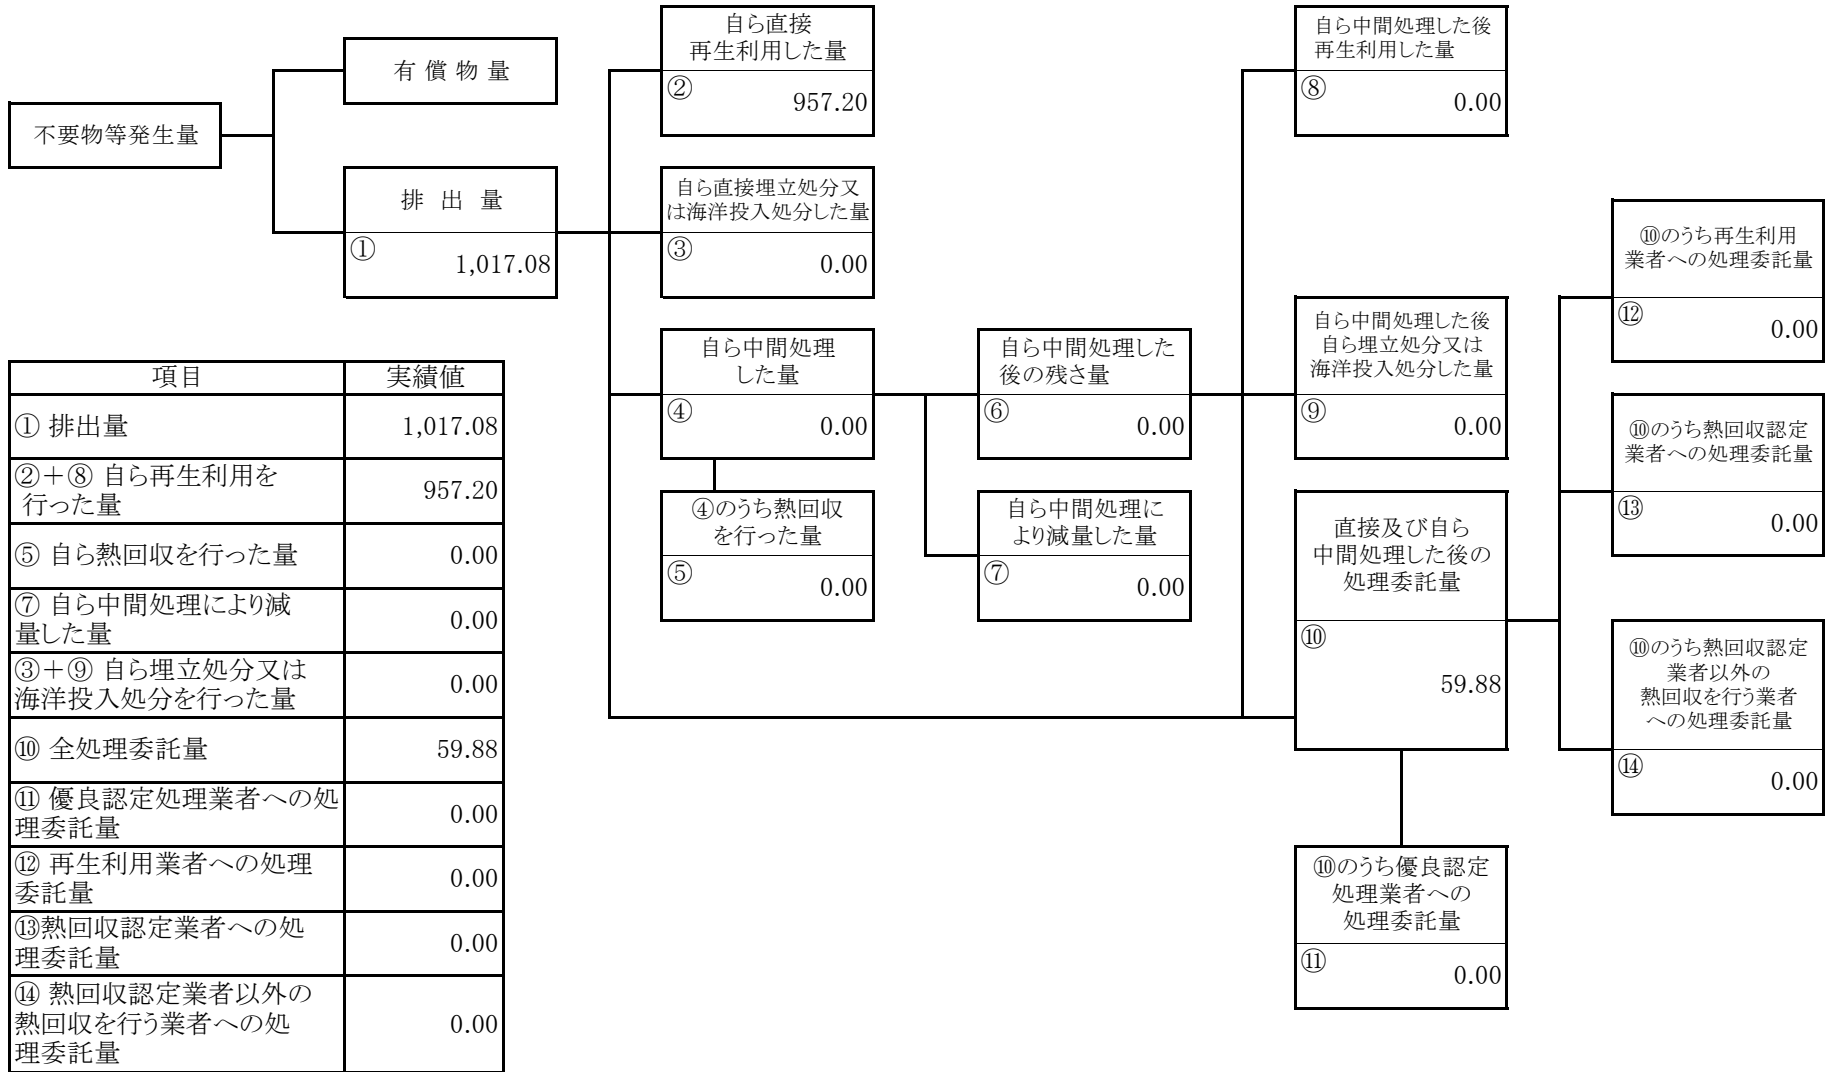 不要物等発生量
有 償 物 量
排 出 量
①
1,017.08
自ら直接
再生利用した量
②
957.20
自ら直接埋立処分又
は海洋投入処分した量
③
0.00
自ら中間処理
した量
④
0.00
④のうち熱回収
を行った量
⑤
0.00
自ら中間処理した
後の残さ量
⑥
0.00
自ら中間処理に
より減量した量
⑦
0.00
自ら中間処理した後
再生利用した量
⑧
0.00
自ら中間処理した後
自ら埋立処分又は
海洋投入処分した量
⑨
0.00
直接及び自ら
中間処理した後の
処理委託量
⑩
59.88
⑩のうち優良認定
処理業者への
処理委託量
⑪
0.00
⑩のうち再生利用
業者への処理委託量
⑫
0.00
⑩のうち熱回収認定
業者への処理委託量
⑬
0.00
⑩のうち熱回収認定
業者以外の
熱回収を行う業者
への処理委託量
⑭
0.00
項目 実績値
① 排出量 1,017.08
②+⑧ 自ら再生利用を
行った量 957.20
⑤ 自ら熱回収を行った量 0.00
⑦ 自ら中間処理により減
量した量 0.00
③+⑨ 自ら埋立処分又は
海洋投入処分を行った量 0.00
⑩ 全処理委託量 59.88
⑪ 優良認定処理業者への処
理委託量 0.00
⑫ 再生利用業者への処理
委託量 0.00
⑬熱回収認定業者への処
理委託量 0.00
⑭ 熱回収認定業者以外の
熱回収を行う業者への処
理委託量 0.00